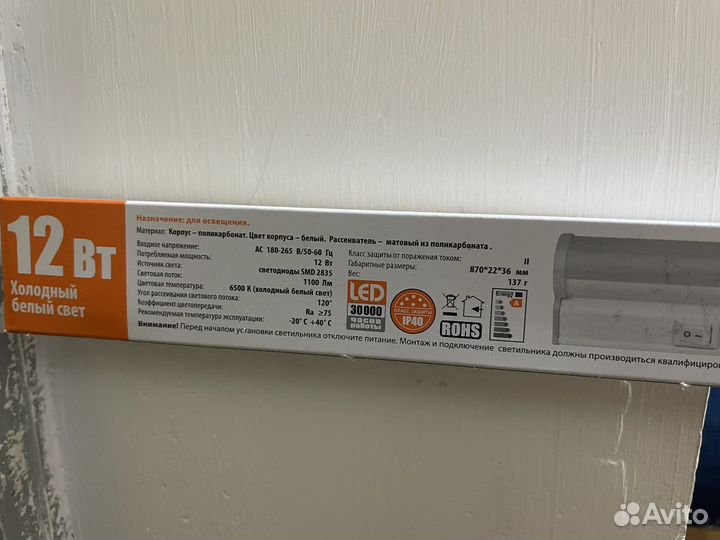 12 Вт
Холодный
белый свет
Назначение: для освещения.
Материал: Корпус – поликарбонат. Цвет корпуса – белый. Рассеиватель – матовый из поликарбоната .
Входное напряжение: AC 180-265 В/50-60 Гц
Потребляемая мощность: 12 Вт
Источник света: светодиоды SMD 2835
Световой поток: 1100 Лм
Цветовая температура: 6500 К (холодный белый свет)
Угол рассеивания светового потока: 120°
Коэффициент цветопередачи: Ra ≥75
Рекомендуемая температура эксплуатации: -20°C +40°C
Класс защиты от поражения током: II
Габаритные размеры: 870*22*36 мм
Вес: 137 г
LED
30000
ЧАСОВ
РАБОТЫ
КЛАСС ЗАЩИТЫ
IP40
ROHS
A
Внимание! Перед началом установки светильника отключите питание. Монтаж и подключение светильника должны производиться квалифициров
Avito